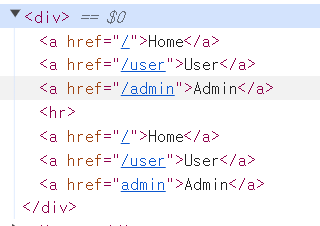 ▼<div> == $0
<a href="/">Home</a>
<a href="/user">User</a>
<a href="/admin">Admin</a>
<hr>
<a href="/">Home</a>
<a href="/user">User</a>
<a href="admin">Admin</a>
</div>